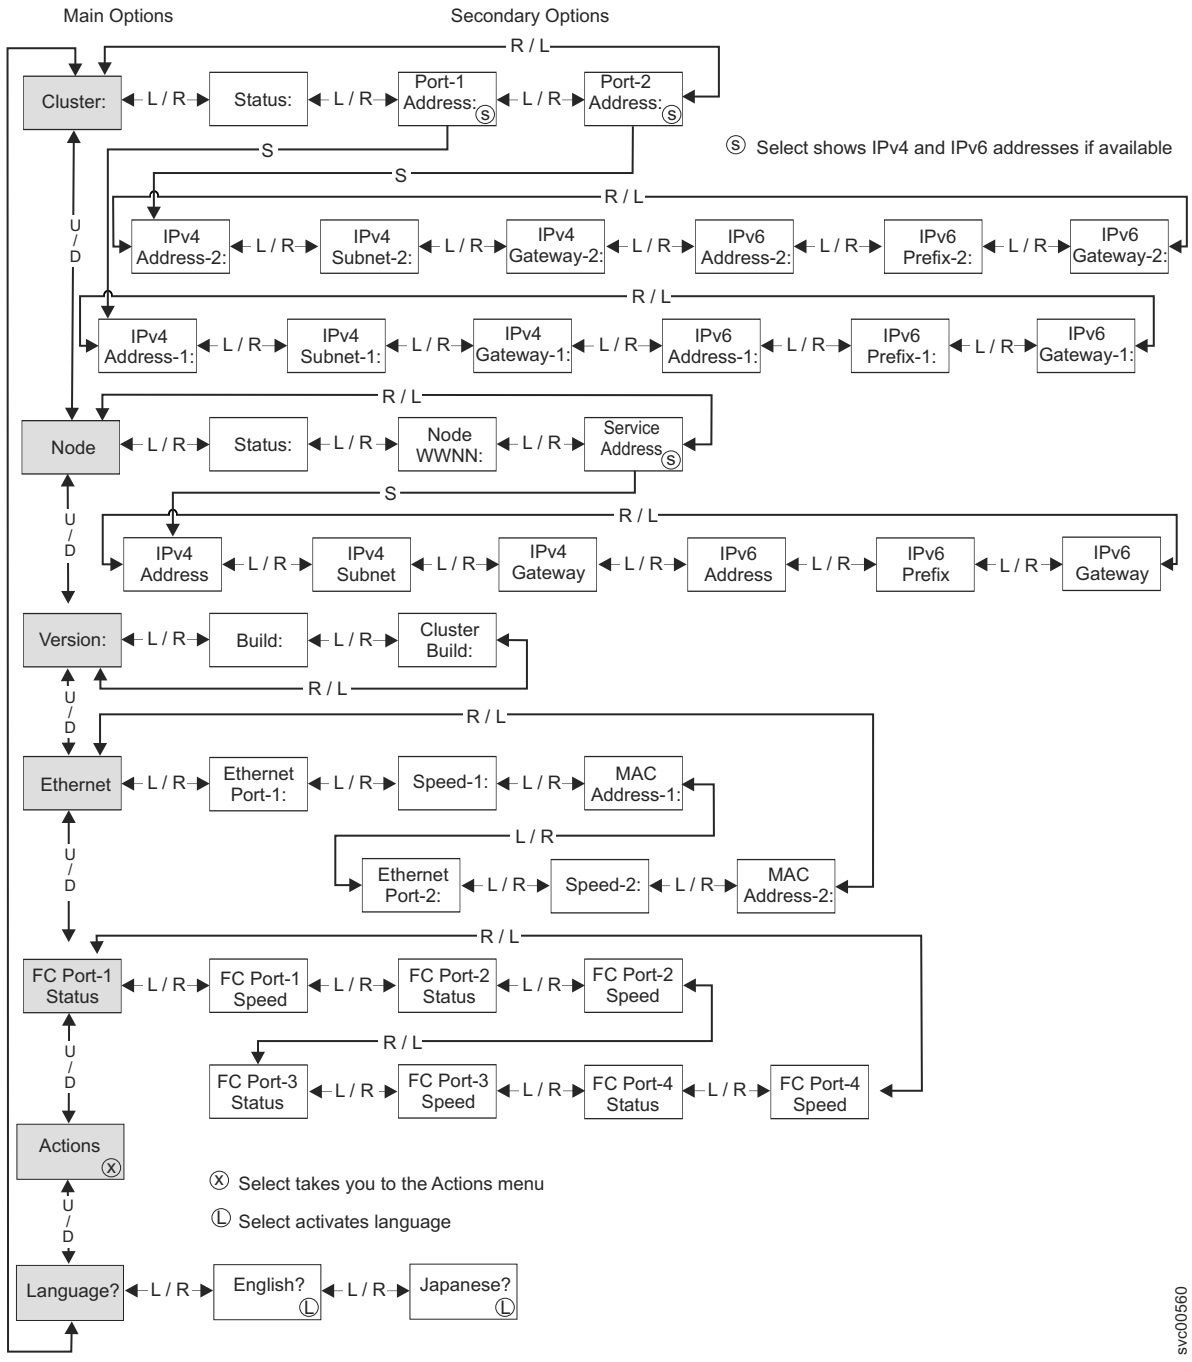 Main Options
Secondary Options
R / L
Cluster:
L / R
Status:
L / R
Port-1
Address:
S
L / R
Port-2
Address:
S
S Select shows IPv4 and IPv6 addresses if available
S
S
U
/
D
R / L
IPv4
Address-2:
L / R
IPv4
Subnet-2:
L / R
IPv4
Gateway-2:
L / R
IPv6
Address-2:
L / R
IPv6
Prefix-2:
L / R
IPv6
Gateway-2:
R / L
IPv4
Address-1:
L / R
IPv4
Subnet-1:
L / R
IPv4
Gateway-1:
L / R
IPv6
Address-1:
L / R
IPv6
Prefix-1:
L / R
IPv6
Gateway-1:
R / L
Node
L / R
Status:
L / R
Node
WWNN:
L / R
Service
Address
S
S
U
/
D
R / L
IPv4
Address
L / R
IPv4
Subnet
L / R
IPv4
Gateway
L / R
IPv6
Address
L / R
IPv6
Prefix
L / R
IPv6
Gateway
Version:
L / R
Build:
L / R
Cluster
Build:
R / L
U
/
D
R / L
Ethernet
L / R
Ethernet
Port-1:
L / R
Speed-1:
L / R
MAC
Address-1:
L / R
U
/
D
Ethernet
Port-2:
L / R
Speed-2:
L / R
MAC
Address-2:
R / L
FC Port-1
Status
L / R
FC Port-1
Speed
L / R
FC Port-2
Status
L / R
FC Port-2
Speed
R / L
U
/
D
FC Port-3
Status
L / R
FC Port-3
Speed
L / R
FC Port-4
Status
L / R
FC Port-4
Speed
Actions
X
X Select takes you to the Actions menu
L Select activates language
U
/
D
Language?
L / R
English?
L
L / R
Japanese?
L
svc00560